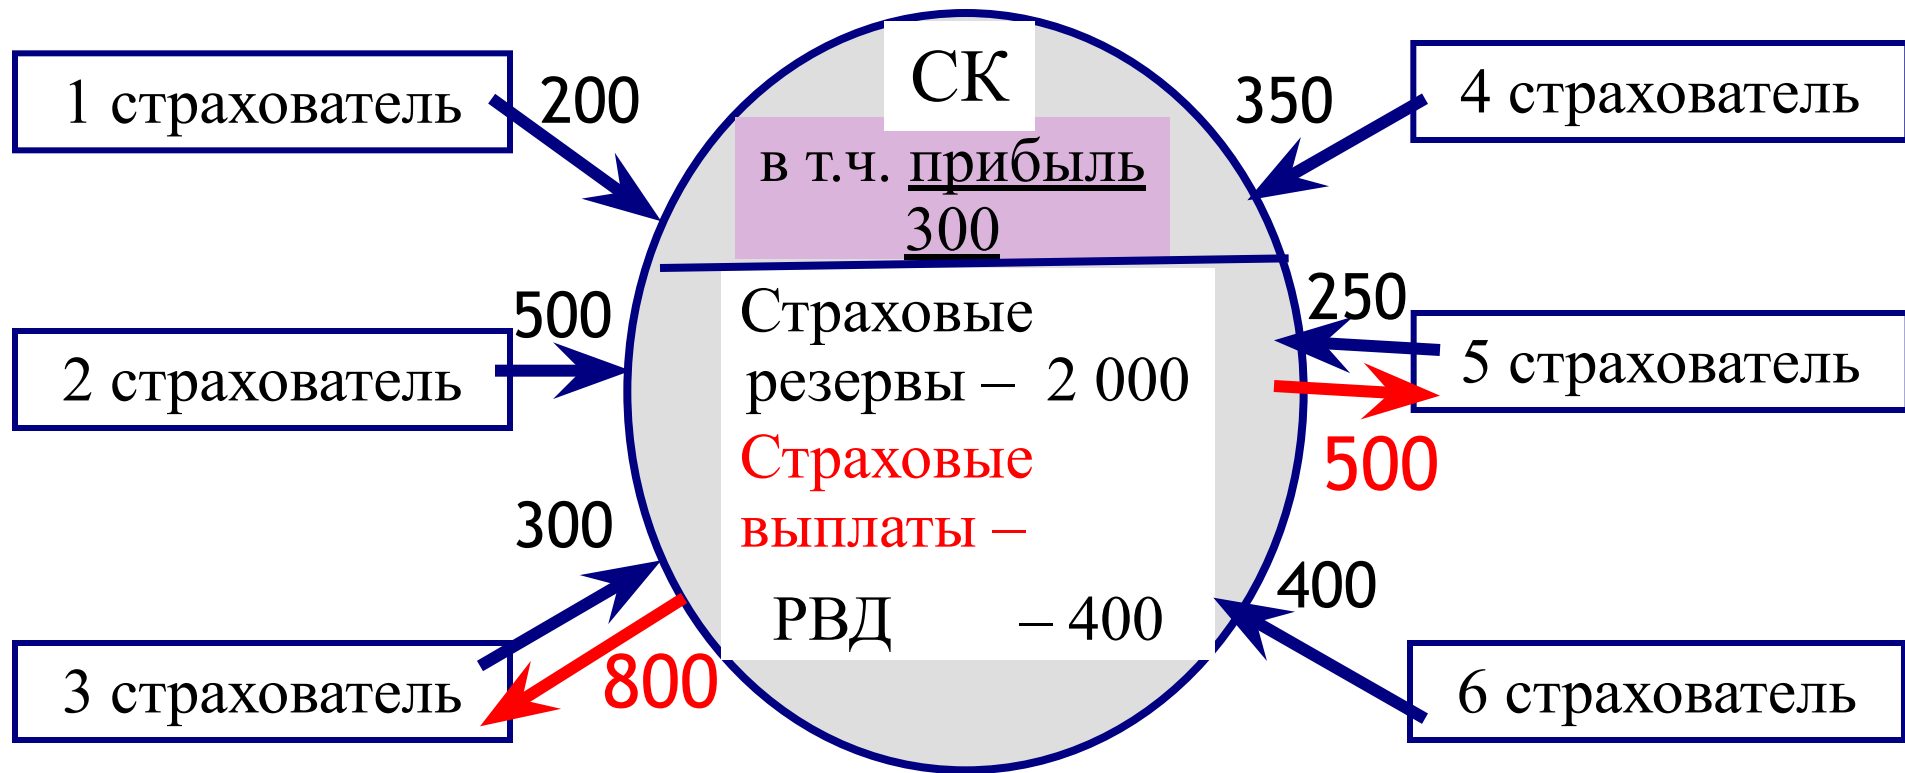 СК
в т.ч. прибыль
300
1 страхователь
200
2 страхователь
500
3 страхователь
300
800
Страховые
резервы – 2 000
Страховые
выплаты –
РВД – 400
4 страхователь
350
5 страхователь
250
500
6 страхователь
400